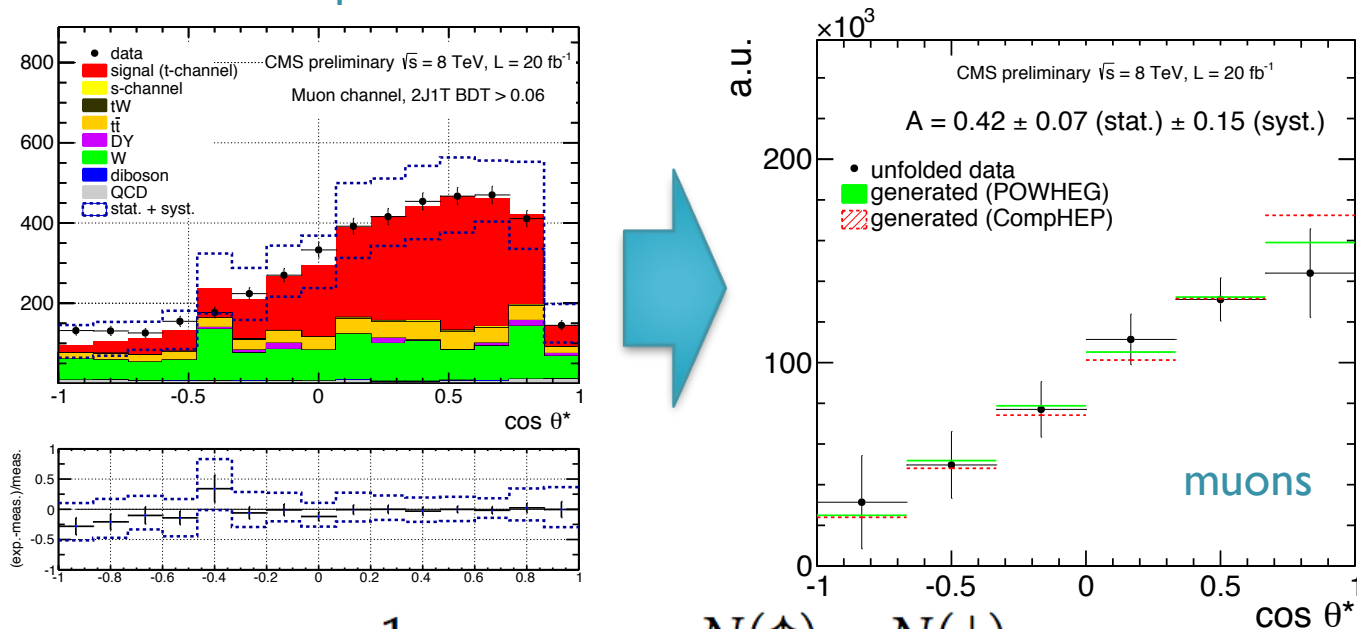 800
600
400
200
data
signal (t-channel)
s-channel
tW
tt̄
DY
W
diboson
QCD
stat. + syst.
CMS preliminary √s = 8 TeV, L = 20 fb⁻¹
Muon channel, 2J1T BDT > 0.06
-1 -0.5 0 0.5 1
cos θ*
(exp.-meas.)/meas.
1
0.5
0
-0.5
-1
-1 -0.8 -0.6 -0.4 -0.2 0 0.2 0.4 0.6 0.8 1
×10³
a.u.
CMS preliminary √s = 8 TeV, L = 20 fb⁻¹
A = 0.42 ± 0.07 (stat.) ± 0.15 (syst.)
unfolded data
generated (POWHEG)
generated (CompHEP)
200
100
0
muons
-1 -0.5 0 0.5 1
cos θ*
1